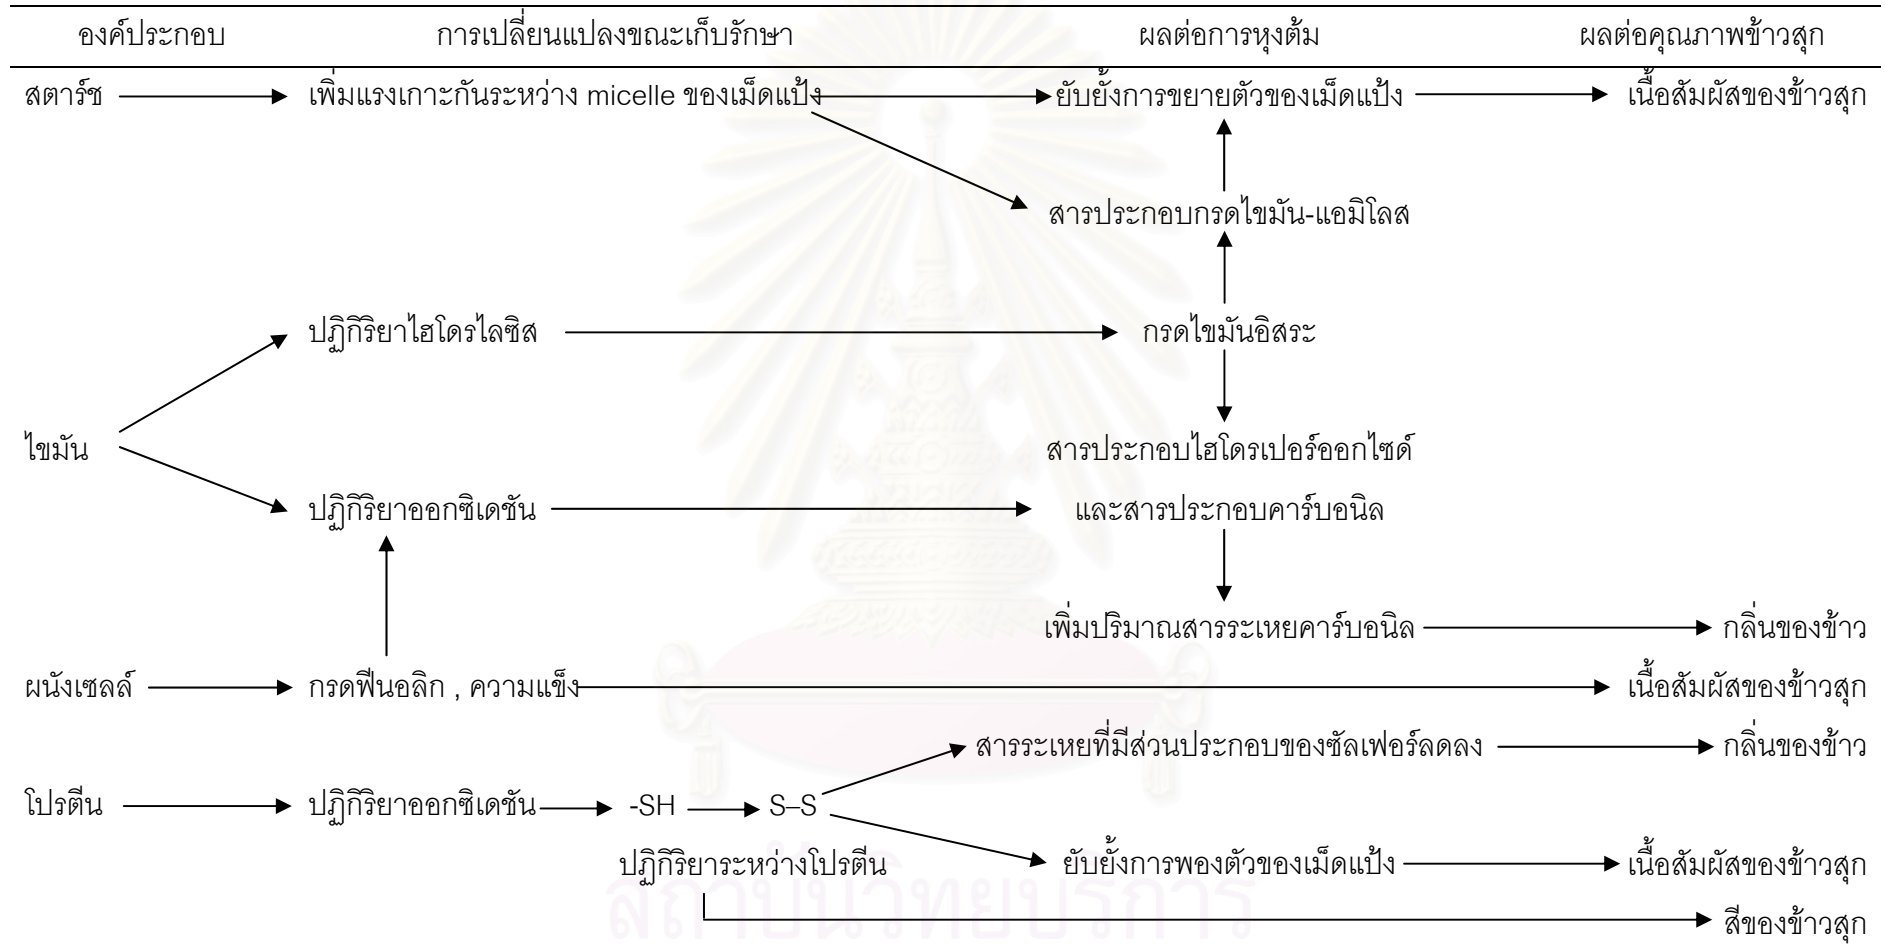 องค์ประกอบ การเปลี่ยนแปลงขณะเก็บรักษา ผลต่อการหุงต้ม ผลต่อคุณภาพข้าวสุก
สตาร์ช เพิ่มแรงเกาะกันระหว่าง micelle ของเม็ดแป้ง ยับยั้งการขยายตัวของเม็ดแป้ง เนื้อสัมผัสของข้าวสุก
สารประกอบกรดไขมัน-แอมิโลส
ปฏิกิริยาไฮโดรไลซิส กรดไขมันอิสระ
ไขมัน สารประกอบไฮโดรเปอร์ออกไซด์
ปฏิกิริยาออกซิเดชัน และสารประกอบคาร์บอนิล
เพิ่มปริมาณสารระเหยคาร์บอนิล กลิ่นของข้าว
ผนังเซลล์ กรดฟีนอลิก , ความแข็ง เนื้อสัมผัสของข้าวสุก
สารระเหยที่มีส่วนประกอบของซัลเฟอร์ลดลง กลิ่นของข้าว
โปรตีน ปฏิกิริยาออกซิเดชัน -SH S–S
ปฏิกิริยาระหว่างโปรตีน ยับยั้งการพองตัวของเม็ดแป้ง เนื้อสัมผัสของข้าวสุก
สถาบันวิทยบริการ
สีของข้าวสุก